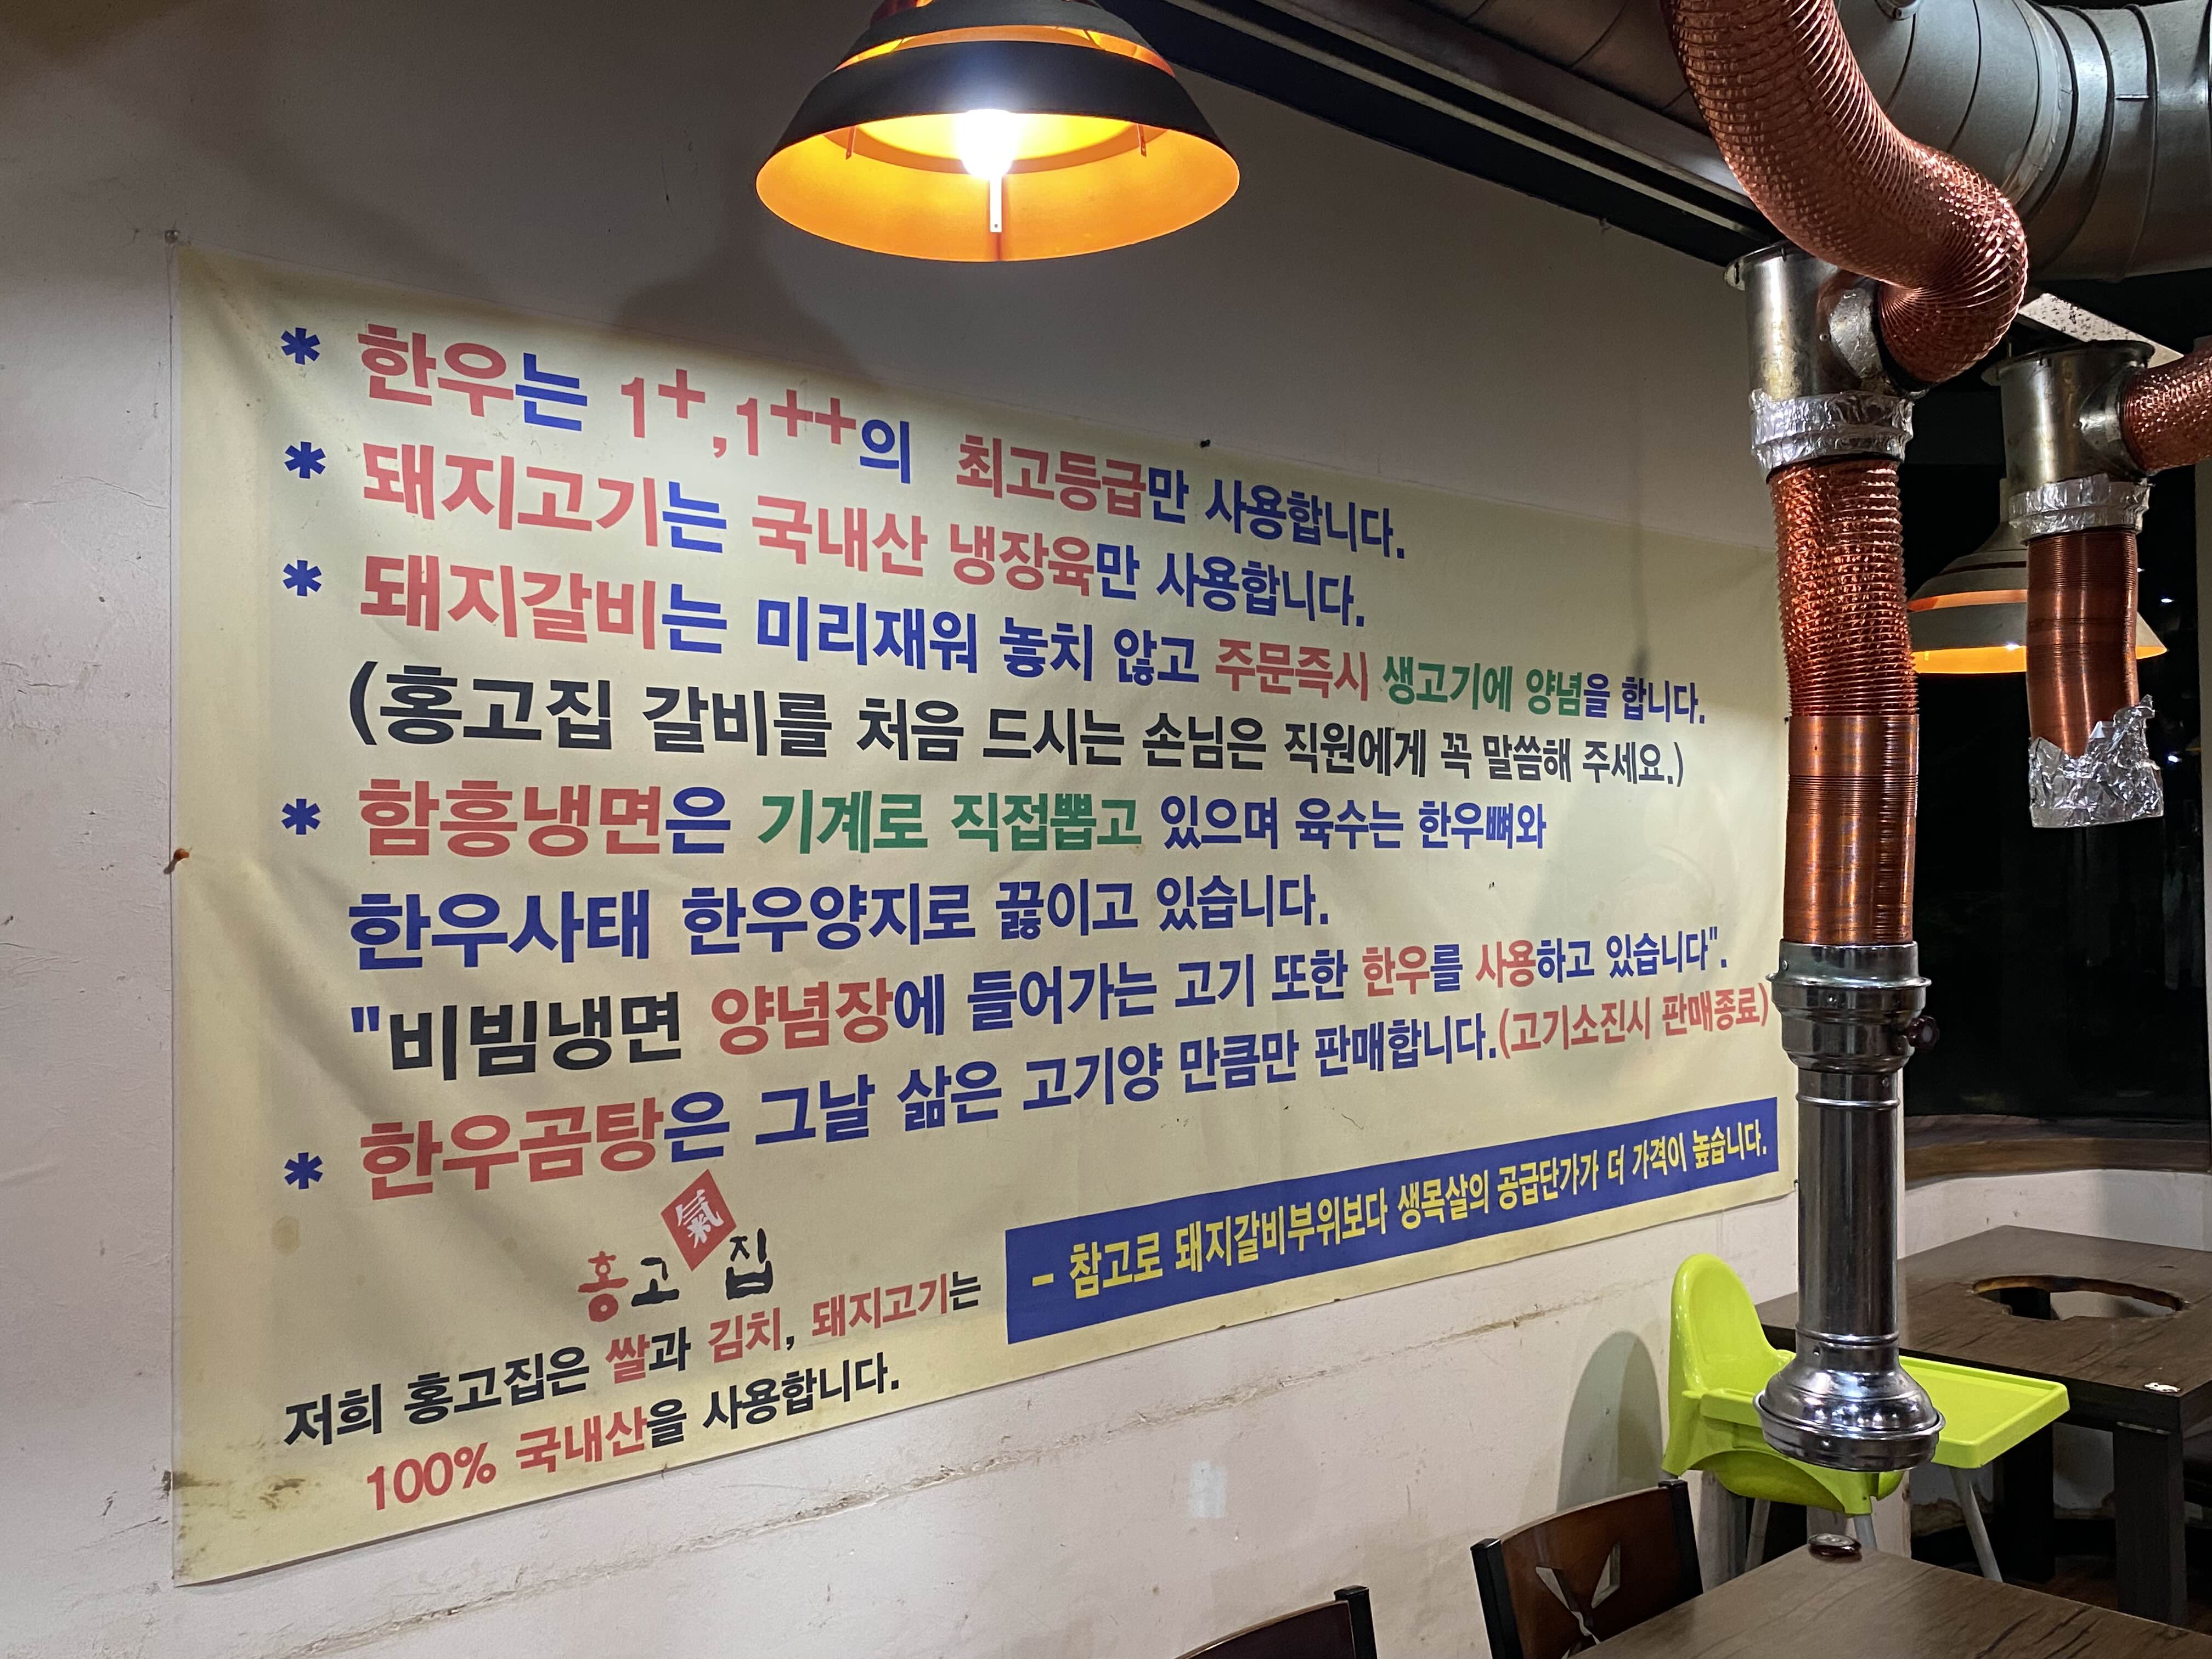 * 한우는 1+,1++의 최고등급만 사용합니다.
* 돼지고기는 국내산 냉장육만 사용합니다.
* 돼지갈비는 미리재워 놓치 않고 주문즉시 생고기에 양념을 합니다.
(홍고집 갈비를 처음 드시는 손님은 직원에게 꼭 말씀해 주세요.)
* 함흥냉면은 기계로 직접뽑고 있으며 육수는 한우뼈와
한우사태 한우양지로 끓이고 있습니다.
"비빔냉면 양념장에 들어가는 고기 또한 한우를 사용하고 있습니다".
* 한우곰탕은 그날 삶은 고기양 만큼만 판매합니다.(고기소진시 판매종료)
- 참고로 돼지갈비부위보다 생목살의 공급단가가 더 가격이 높습니다.
氣
홍고집
저희 홍고집은 쌀과 김치, 돼지고기는
100% 국내산을 사용합니다.